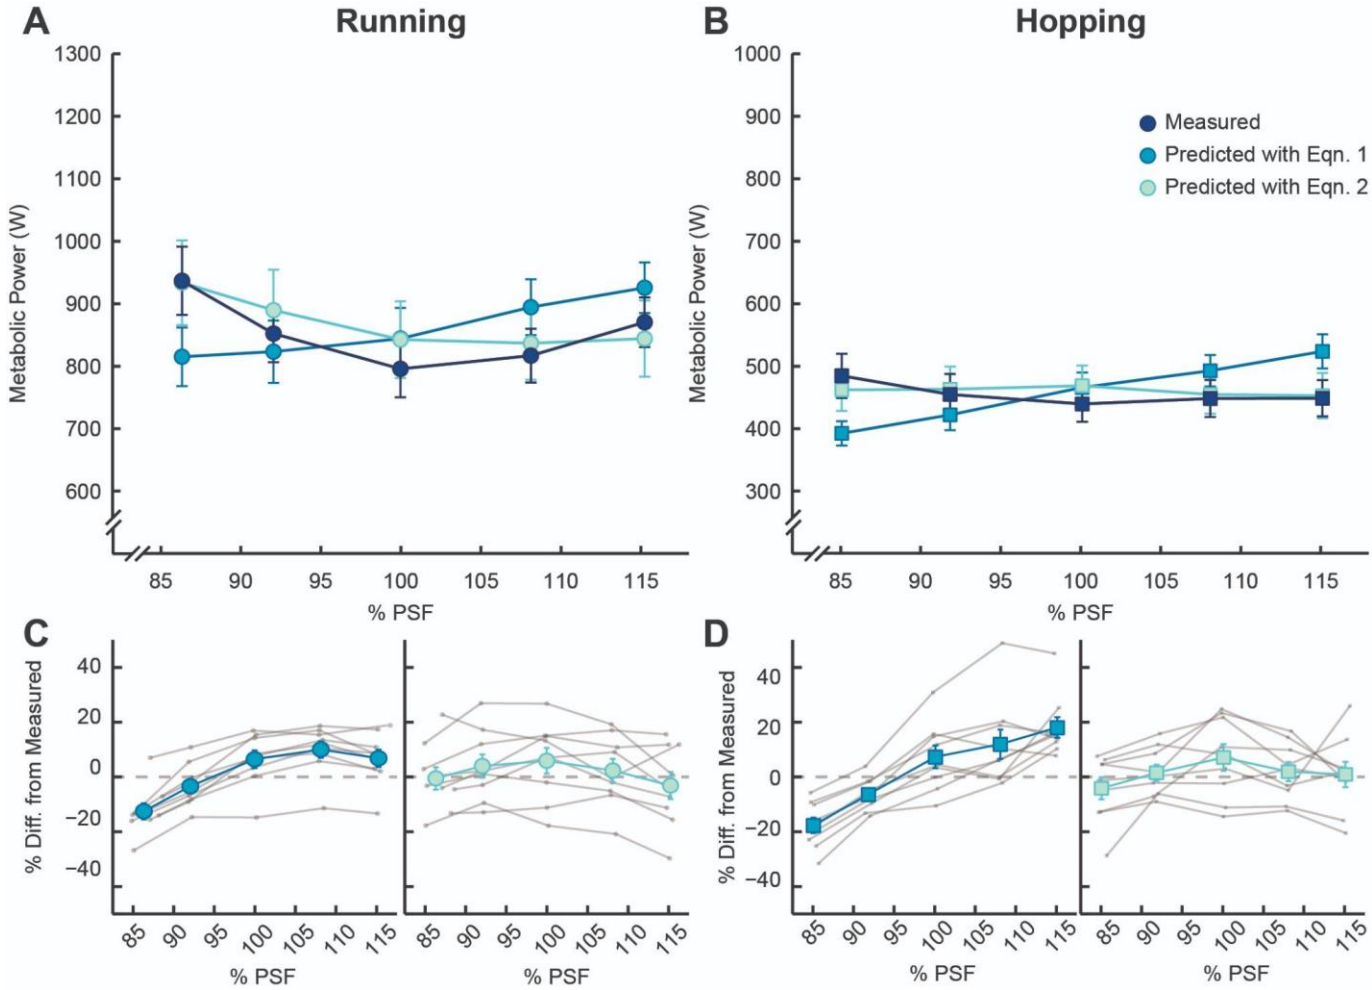 A Running
1300
1200
1100
1000
900
800
700
600
Metabolic Power (W)
85 90 95 100 105 110 115
% PSF
B Hopping
1000
900
800
700
600
500
400
300
Metabolic Power (W)
85 90 95 100 105 110 115
% PSF
Measured
Predicted with Eqn. 1
Predicted with Eqn. 2
C
% Diff. from Measured
40
20
0
−20
−40
85 90 95 100 105 110 115
% PSF
85 90 95 100 105 110 115
% PSF
D
% Diff. from Measured
40
20
0
−20
−40
85 90 95 100 105 110 115
% PSF
85 90 95 100 105 110 115
% PSF